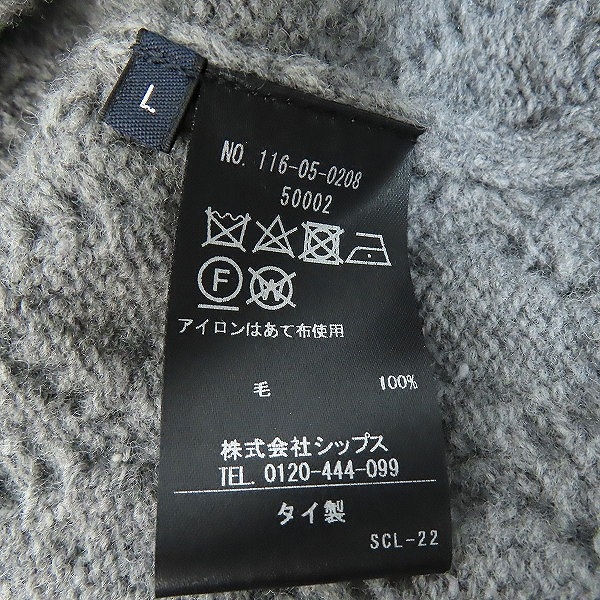 L
NO. 116-05-0208
50002
F W
アイロンはあて布使用
毛 100%
株式会社シップス
TEL. 0120-444-099
タイ製
SCL-22